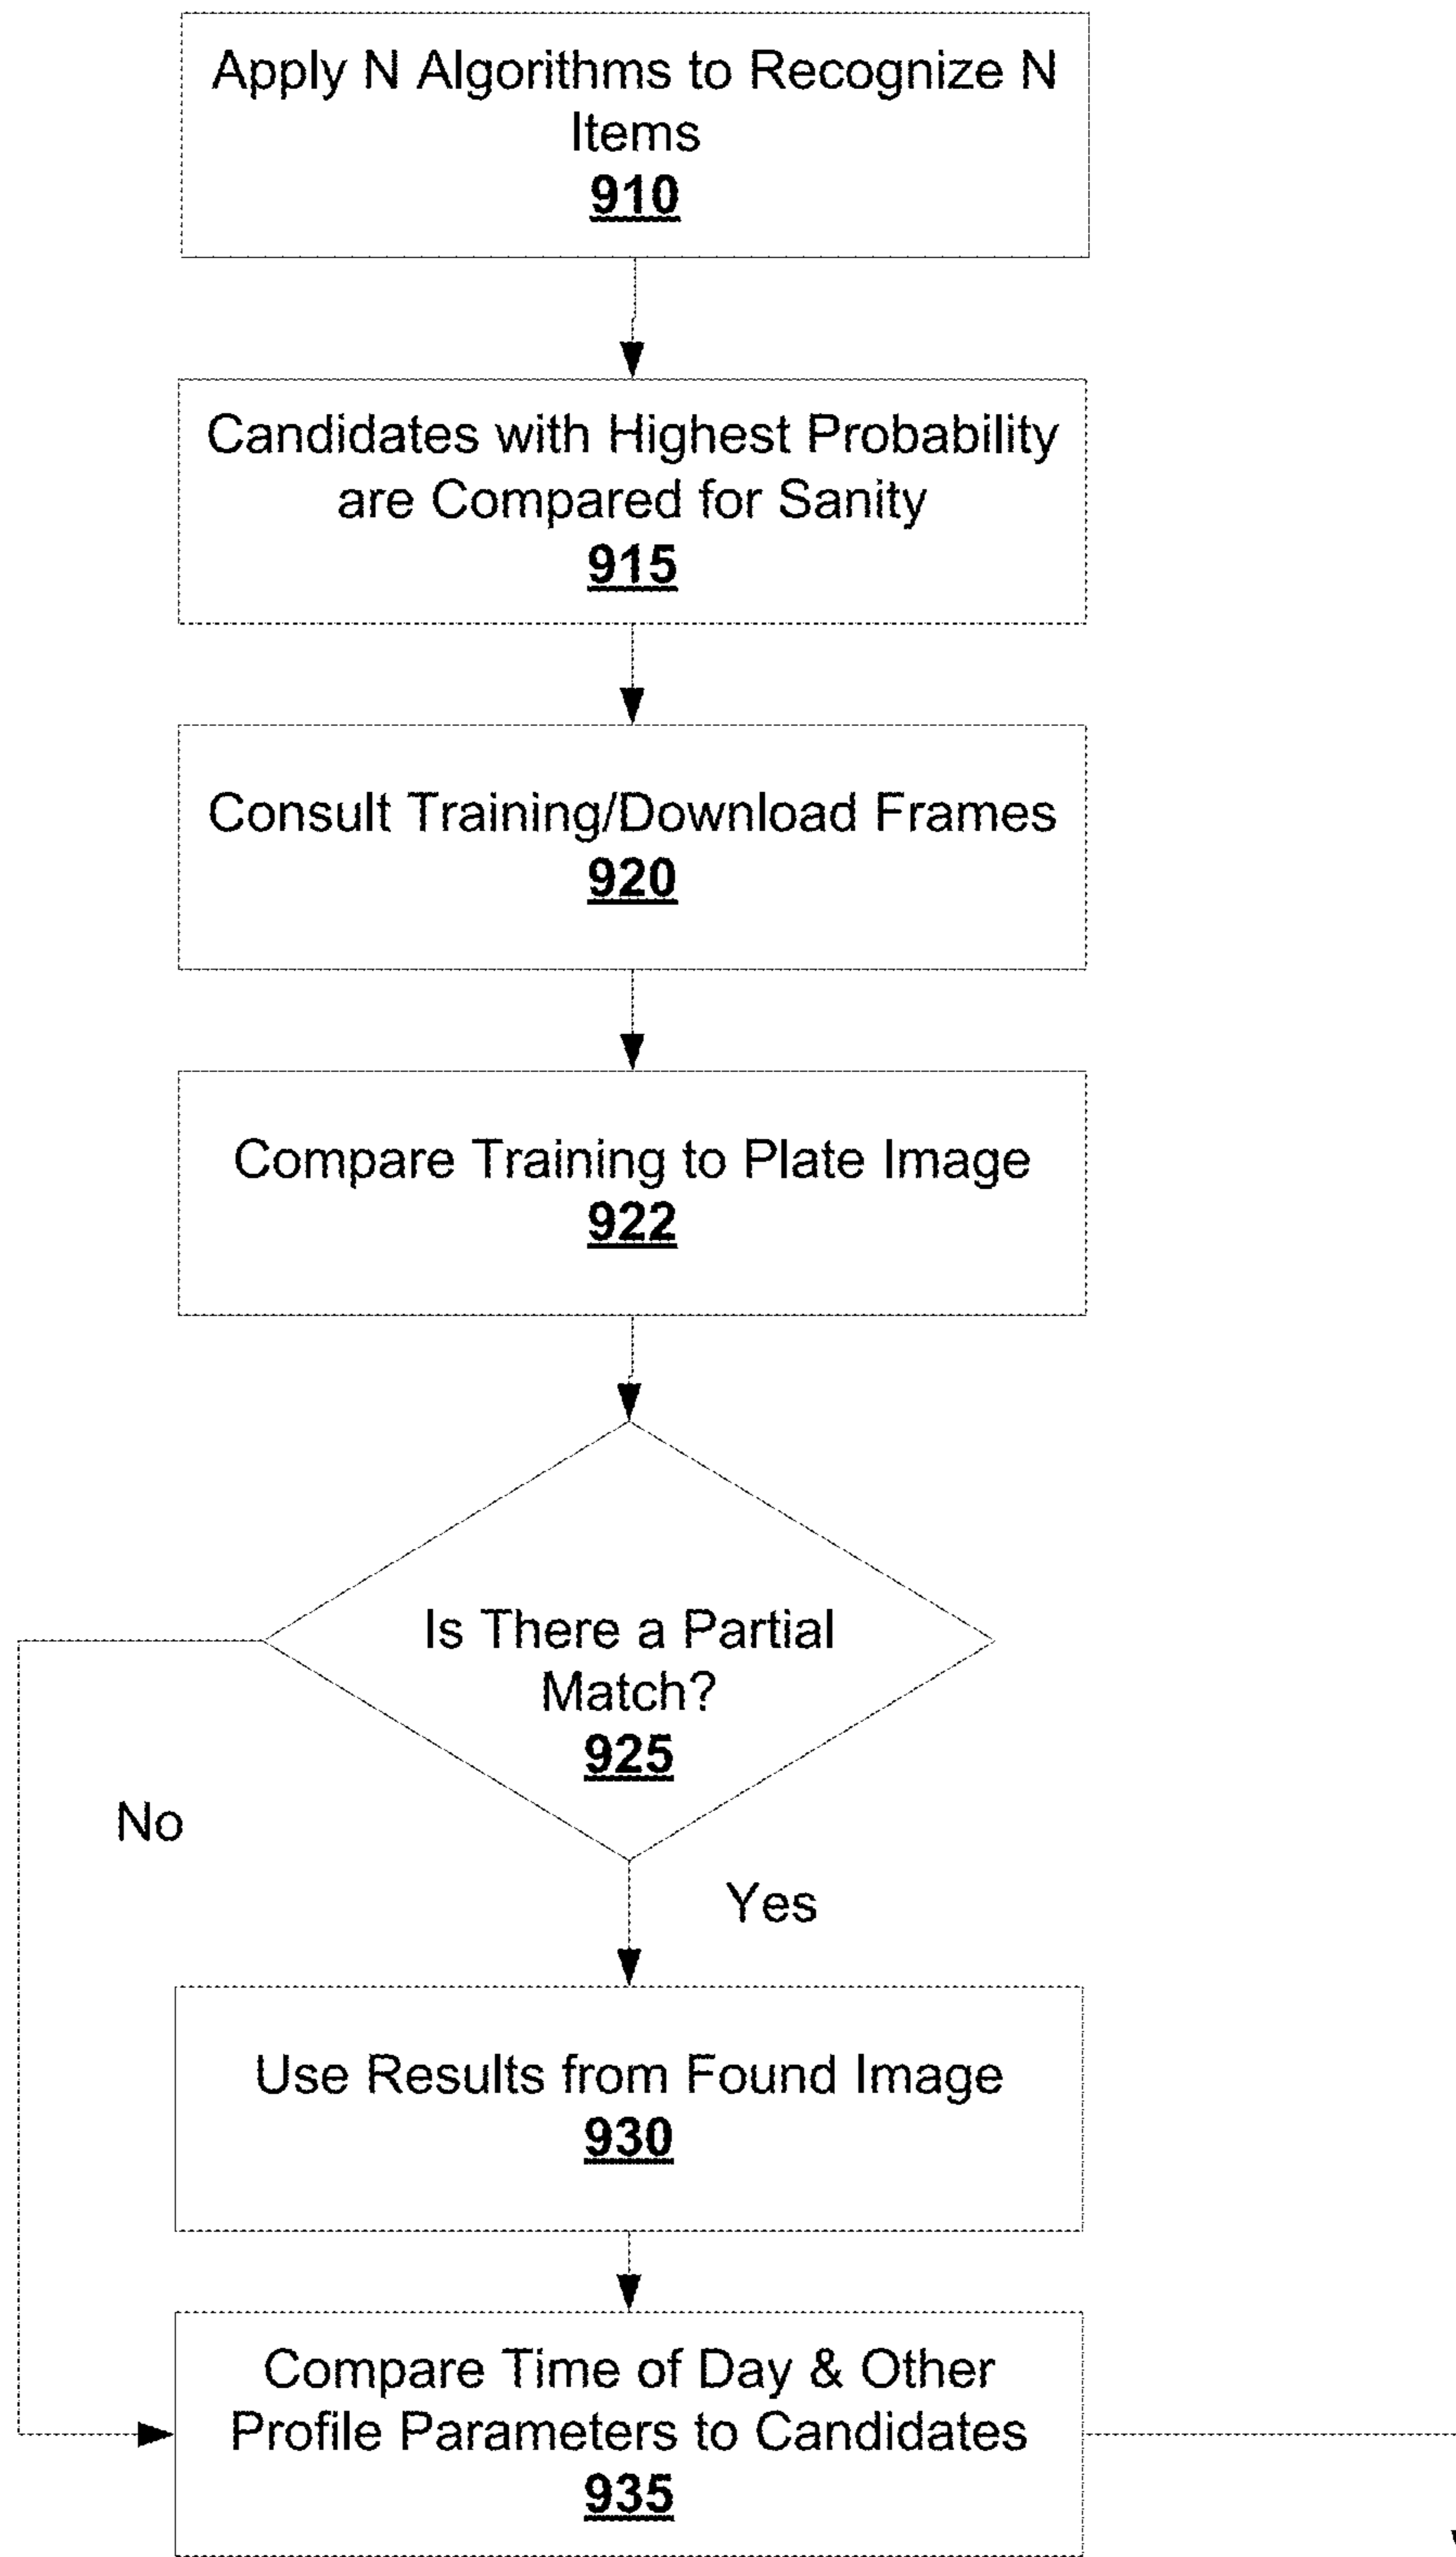 Apply N Algorithms to Recognize N
Items
910
Candidates with Highest Probability
are Compared for Sanity
915
Consult Training/Download Frames
920
Compare Training to Plate Image
922
Is There a Partial
Match?
925
No
Yes
Use Results from Found Image
930
Compare Time of Day & Other
Profile Parameters to Candidates
935